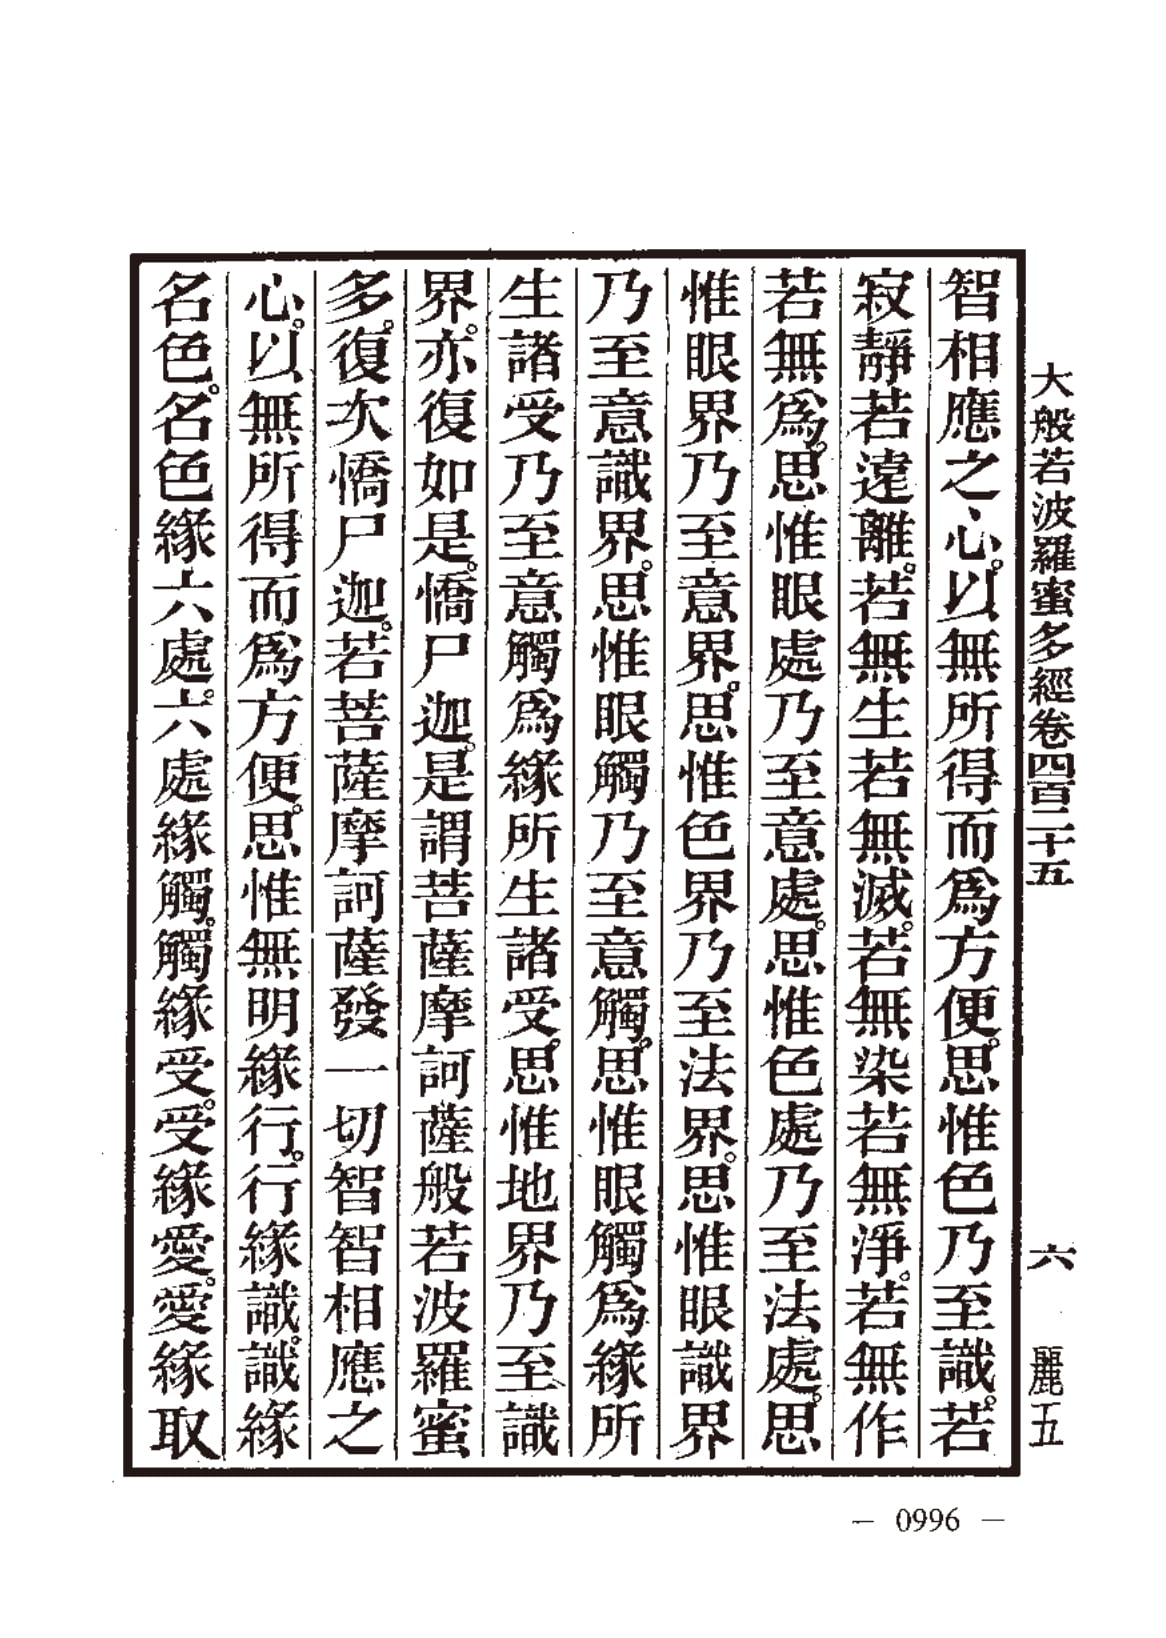 大般若波羅蜜多經卷四百二十五　六　麗五
智相應之心。以無所得而爲方便。思惟色乃至識。若
寂靜若遠離。若無生若無滅。若無染若無淨。若無作
若無爲。思惟眼處乃至意處。思惟色處乃至法處。思
惟眼界乃至意界。思惟色界乃至法界。思惟眼識界
乃至意識界。思惟眼觸乃至意觸。思惟眼觸爲緣所
生諸受乃至意觸爲緣所生諸受。思惟地界乃至識
界。亦復如是。憍尸迦。是謂菩薩摩訶薩般若波羅蜜
多。復次憍尸迦。若菩薩摩訶薩發一切智智相應之
心。以無所得而爲方便。思惟無明緣行。行緣識。識緣
名色。名色緣六處。六處緣觸。觸緣受。受緣愛。愛緣取
— 0996 —